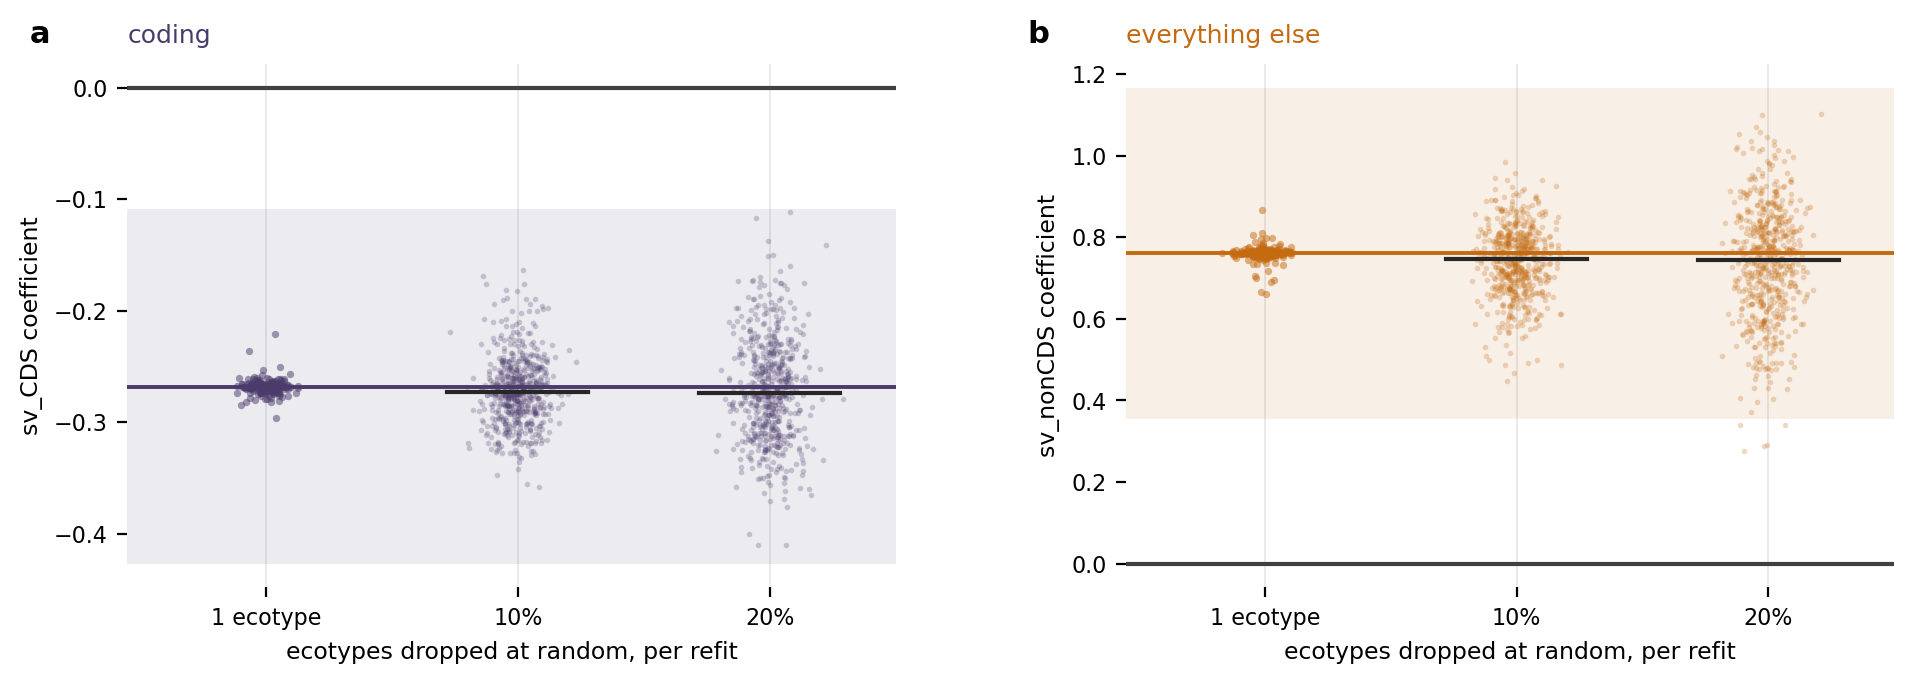 a coding
0.0
−0.1
−0.2
−0.3
−0.4
sv_CDS coefficient
1 ecotype 10% 20%
ecotypes dropped at random, per refit
b everything else
1.2
1.0
0.8
0.6
0.4
0.2
0.0
sv_nonCDS coefficient
1 ecotype 10% 20%
ecotypes dropped at random, per refit